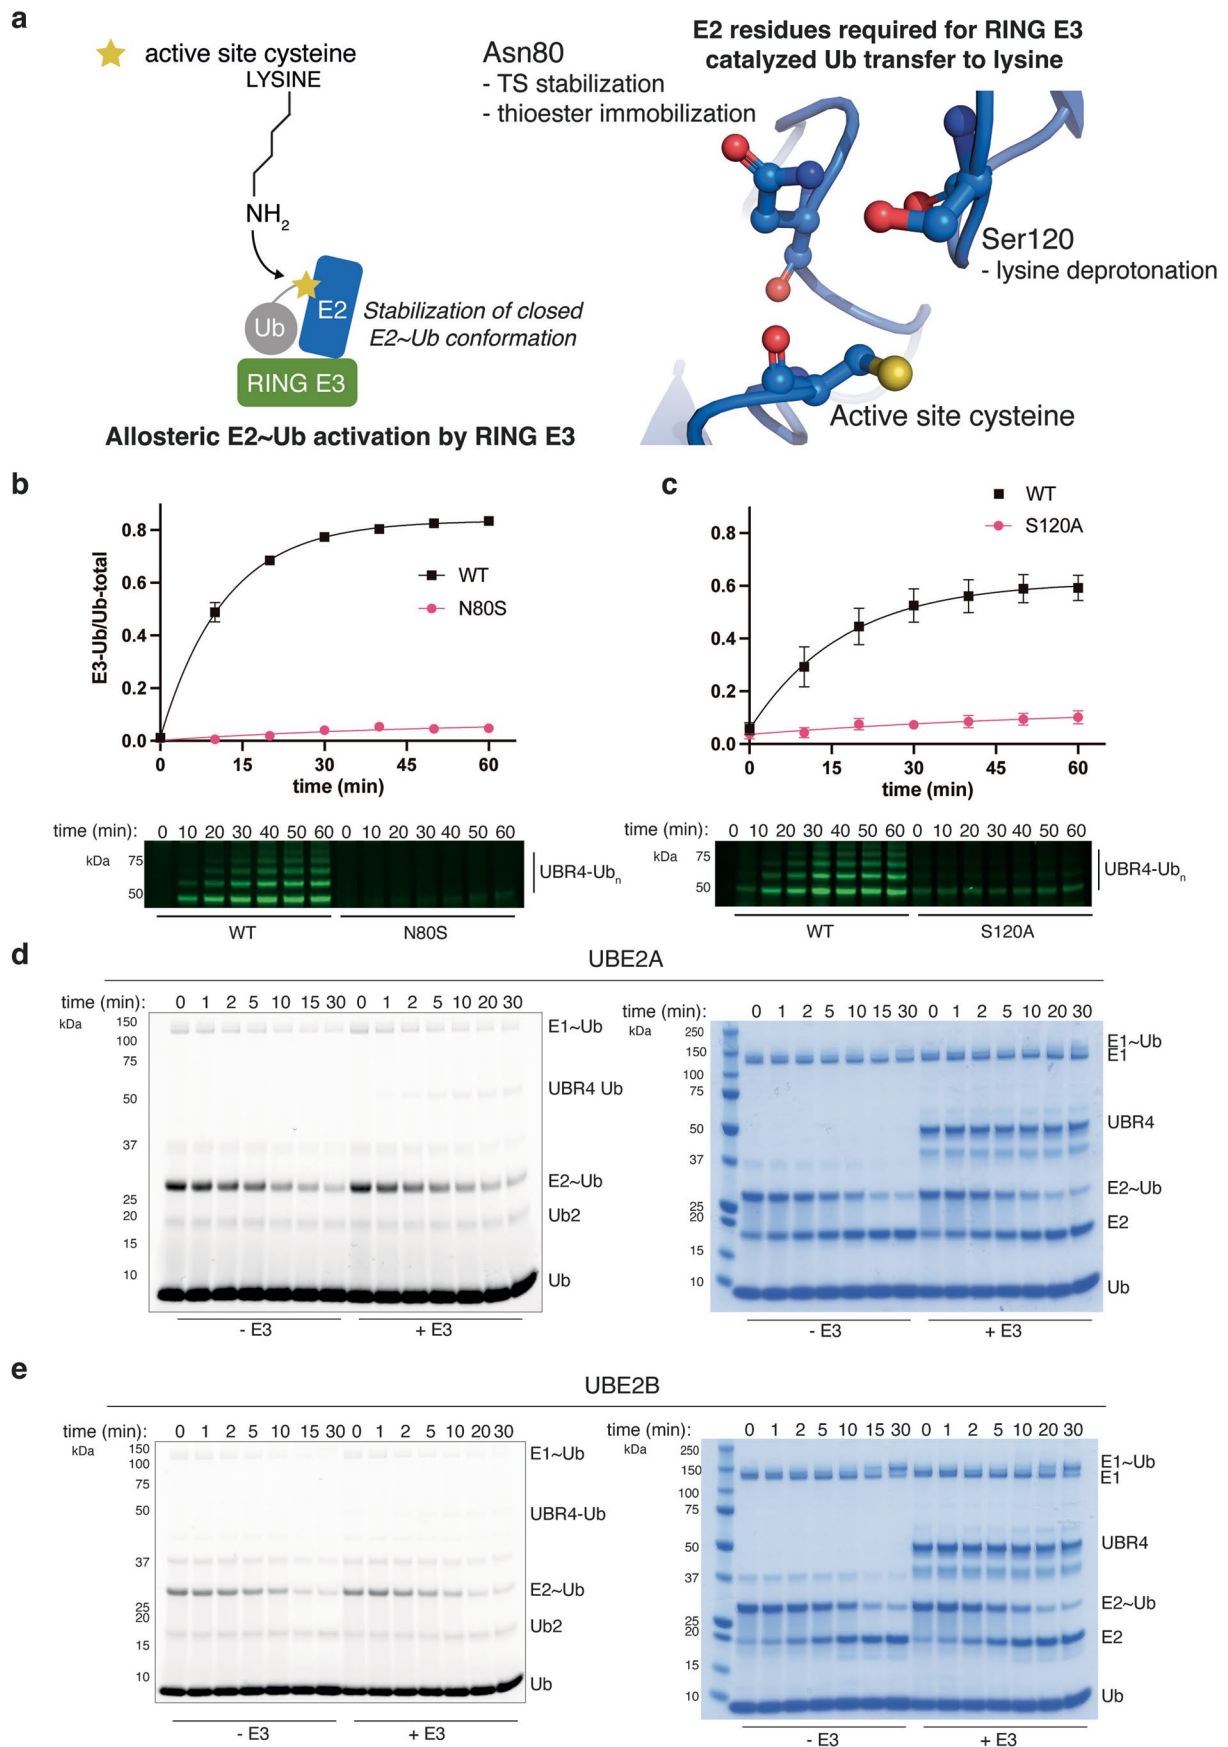 a
active site cysteine
LYSINE
NH2
Ub
E2
RING E3
Stabilization of closed
E2~Ub conformation
Allosteric E2~Ub activation by RING E3
E2 residues required for RING E3
catalyzed Ub transfer to lysine
Asn80
- TS stabilization
- thioester immobilization
Ser120
- lysine deprotonation
Active site cysteine
b
E3-Ub/Ub-total
0.8
0.6
0.4
0.2
0.0
0 15 30 45 60
time (min)
WT
N80S
time (min): 0 10 20 30 40 50 60 0 10 20 30 40 50 60
kDa
75
50
UBR4-Ubn
WT N80S
c
WT
S120A
0.8
0.6
0.4
0.2
0.0
0 15 30 45 60
time (min)
time (min): 0 10 20 30 40 50 60 0 10 20 30 40 50 60
kDa
75
50
UBR4-Ubn
WT S120A
d
UBE2A
time (min): 0 1 2 5 10 15 30 0 1 2 5 10 20 30
kDa
150
100
75
50
37
25
20
15
10
E1~Ub
UBR4 Ub
E2~Ub
Ub2
Ub
- E3 + E3
time (min): 0 1 2 5 10 15 30 0 1 2 5 10 20 30
kDa
250
150
100
75
50
37
25
20
15
10
E1~Ub
E1
UBR4
E2~Ub
E2
Ub
- E3 + E3
e
UBE2B
time (min): 0 1 2 5 10 15 30 0 1 2 5 10 20 30
kDa
150
100
75
50
37
25
20
15
10
E1~Ub
UBR4-Ub
E2~Ub
Ub2
Ub
- E3 + E3
time (min): 0 1 2 5 10 15 30 0 1 2 5 10 20 30
kDa
250
150
100
75
50
37
25
20
15
10
E1~Ub
E1
UBR4
E2~Ub
E2
Ub
- E3 + E3